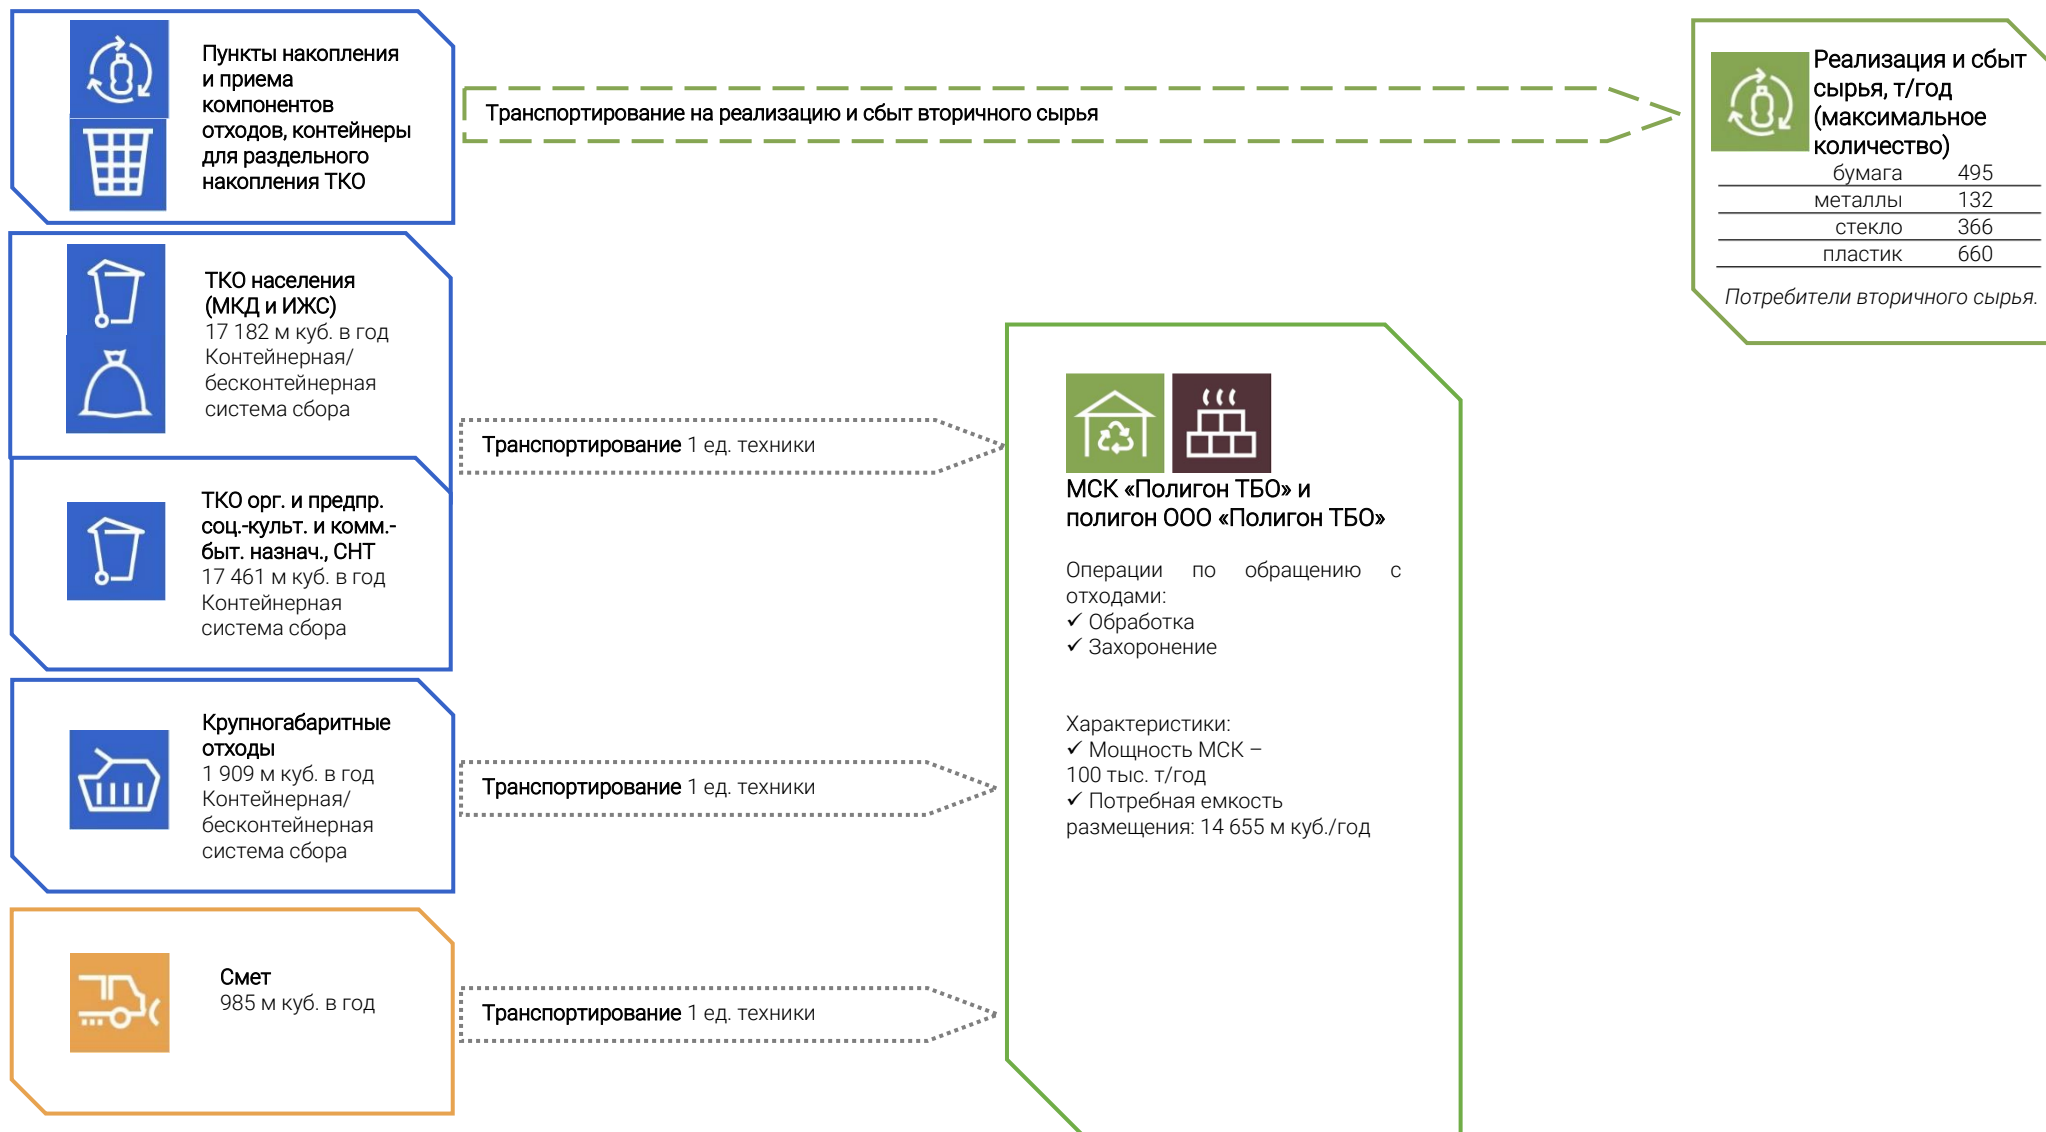 Пункты накопления
и приема
компонентов
отходов, контейнеры
для раздельного
накопления ТКО
Транспортирование на реализацию и сбыт вторичного сырья
Реализация и сбыт
сырья, т/год
(максимальное
количество)
бумага 495
металлы 132
стекло 366
пластик 660
Потребители вторичного сырья.
ТКО населения
(МКД и ИЖС)
17 182 м куб. в год
Контейнерная/
бесконтейнерная
система сбора
Транспортирование 1 ед. техники
ТКО орг. и предпр.
соц.-культ. и комм.-
быт. назнач., СНТ
17 461 м куб. в год
Контейнерная
система сбора
МСК «Полигон ТБО» и
полигон ООО «Полигон ТБО»
Операции по обращению с
отходами:
✓ Обработка
✓ Захоронение
Характеристики:
✓ Мощность МСК –
100 тыс. т/год
✓ Потребная емкость
размещения: 14 655 м куб./год
Крупногабаритные
отходы
1 909 м куб. в год
Контейнерная/
бесконтейнерная
система сбора
Транспортирование 1 ед. техники
Смет
985 м куб. в год
Транспортирование 1 ед. техники